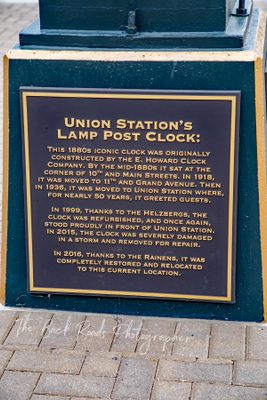 UNION STATION'S
LAMP POST CLOCK:
THIS 1880S ICONIC CLOCK WAS ORIGINALLY
CONSTRUCTED BY THE E. HOWARD CLOCK
COMPANY. BY THE MID-1880S IT SAT AT THE
CORNER OF 10TH AND MAIN STREETS. IN 1918,
IT WAS MOVED TO 11TH AND GRAND AVENUE. THEN
IN 1936, IT WAS MOVED TO UNION STATION WHERE,
FOR NEARLY 50 YEARS, IT GREETED GUESTS.
IN 1999, THANKS TO THE HELZBERGS, THE
CLOCK WAS REFURBISHED, AND ONCE AGAIN,
STOOD PROUDLY IN FRONT OF UNION STATION.
IN 2015, THE CLOCK WAS SEVERELY DAMAGED
IN A STORM AND REMOVED FOR REPAIR.
IN 2016, THANKS TO THE RAINENS, IT WAS
COMPLETELY RESTORED AND RELOCATED
TO THIS CURRENT LOCATION.
The Back Roads Photographer